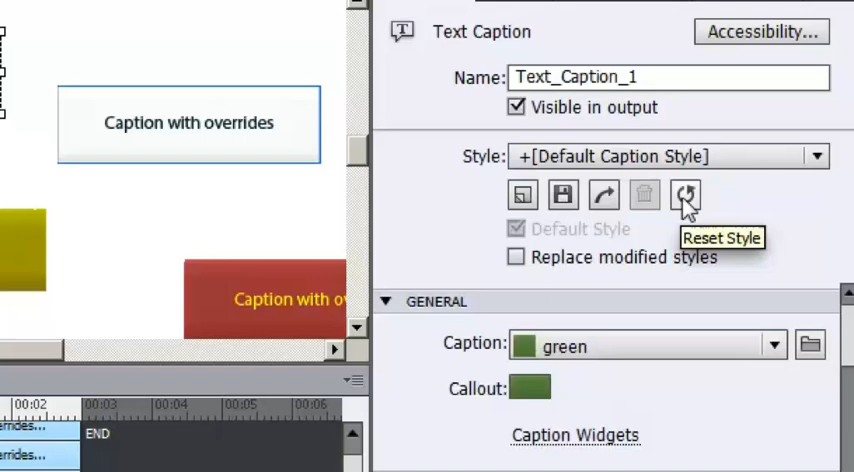 Text Caption
Accessibility...
Name: Text_Caption_1
Visible in output
Caption with overrides
Style: +[Default Caption Style]
Default Style
Reset Style
Replace modified styles
GENERAL
Caption with ov
Caption: green
Callout:
Caption Widgets
00:02 00:03 00:04 00:05 00:06
errides...
END
errides...